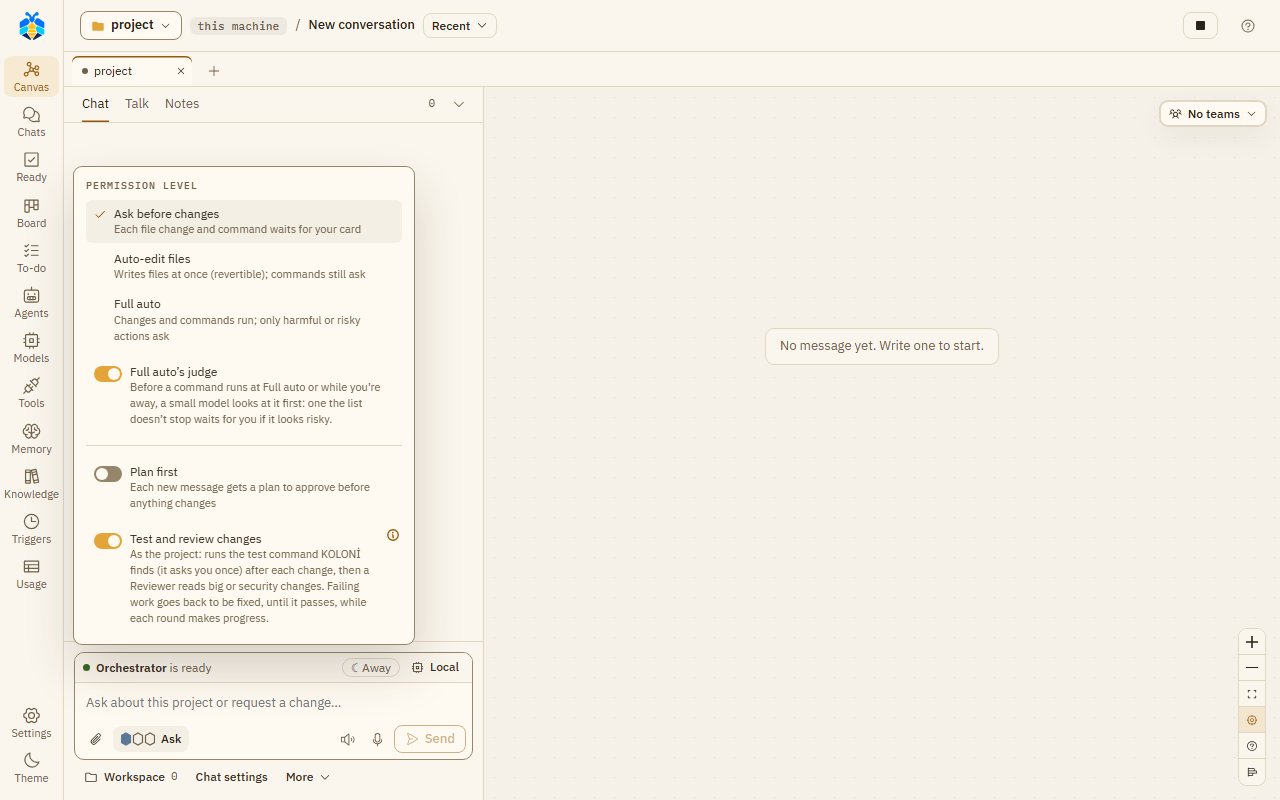 project
this machine
/
New conversation
Recent
project
Canvas
Chats
Ready
Board
To-do
Agents
Models
Tools
Memory
Knowledge
Triggers
Usage
Settings
Theme
Chat
Talk
Notes
0
No teams
PERMISSION LEVEL
Ask before changes
Each file change and command waits for your card
Auto-edit files
Writes files at once (revertible); commands still ask
Full auto
Changes and commands run; only harmful or risky
actions ask
Full auto’s judge
Before a command runs at Full auto or while you’re
away, a small model looks at it first: one the list
doesn’t stop waits for you if it looks risky.
Plan first
Each new message gets a plan to approve before
anything changes
Test and review changes
As the project: runs the test command KOLONİ
finds (it asks you once) after each change, then a
Reviewer reads big or security changes. Failing
work goes back to be fixed, until it passes, while
each round makes progress.
No message yet. Write one to start.
Orchestrator is ready
Away
Local
Ask about this project or request a change...
Ask
Send
Workspace 0
Chat settings
More